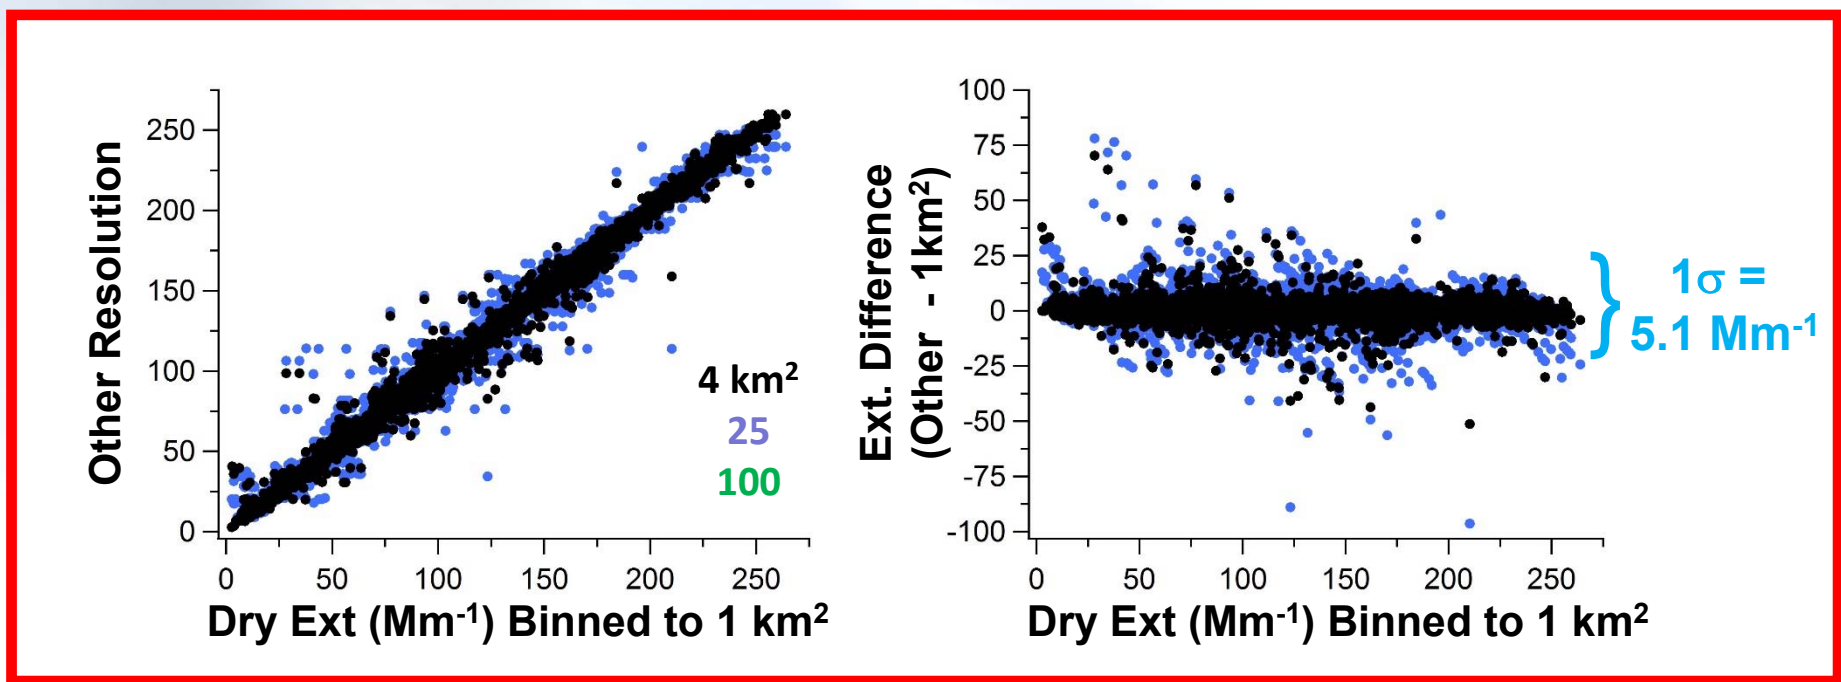 Other Resolution
250
200
150
100
50
0
0 50 100 150 200 250
Dry Ext (Mm⁻¹) Binned to 1 km²
4 km²
25
100
Ext. Difference
(Other - 1km²)
100
75
50
25
0
-25
-50
-75
-100
0 50 100 150 200 250
Dry Ext (Mm⁻¹) Binned to 1 km²
} 1σ =
5.1 Mm⁻¹